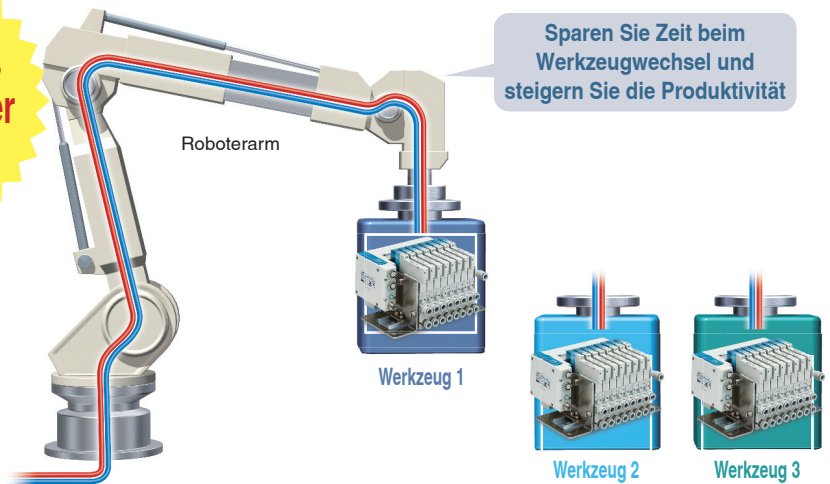 Sparen Sie Zeit beim
Werkzeugwechsel und
steigern Sie die Produktivität
Roboterarm
Werkzeug 1
Werkzeug 2
Werkzeug 3